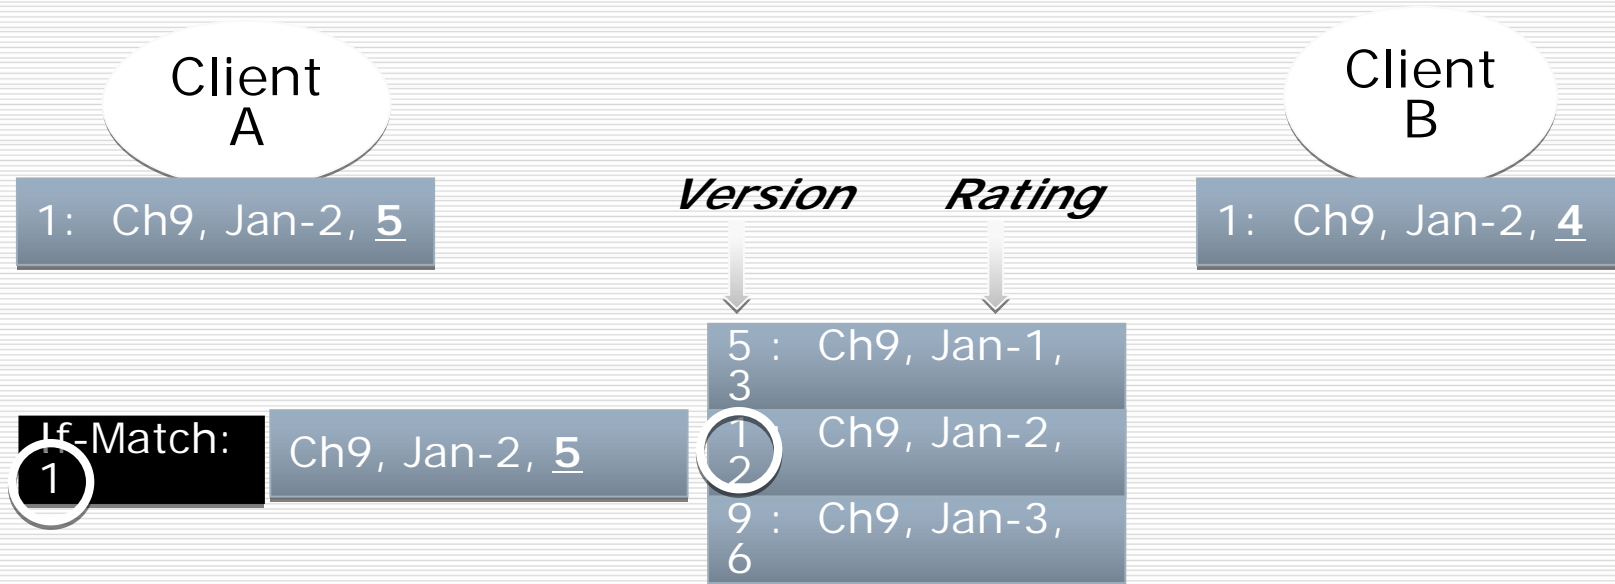 Client
A
Client
B
Version
Rating
1: Ch9, Jan-2, 5
1: Ch9, Jan-2, 4
5 : Ch9, Jan-1,
3
If-Match:
1
Ch9, Jan-2, 5
1 : Ch9, Jan-2,
2
9 : Ch9, Jan-3,
6